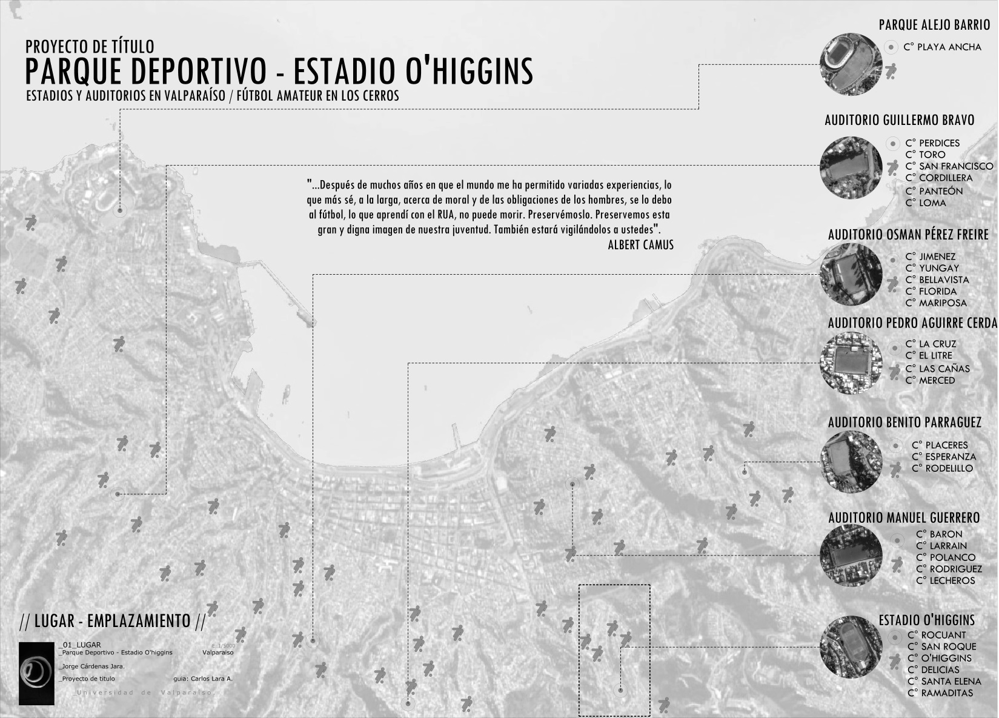 PROYECTO DE TÍTULO
PARQUE DEPORTIVO - ESTADIO O'HIGGINS
ESTADIOS Y AUDITORIOS EN VALPARAÍSO / FÚTBOL AMATEUR EN LOS CERROS
"...Después de muchos años en que el mundo me ha permitido variadas experiencias, lo
que más sé, a la larga, acerca de moral y de las obligaciones de los hombres, se lo debo
al fútbol, lo que aprendí con el RUA, no puede morir. Preservémoslo. Preservemos esta
gran y digna imagen de nuestra juventud. También estará vigilándolos a ustedes".
ALBERT CAMUS
PARQUE ALEJO BARRIO
C° PLAYA ANCHA
AUDITORIO GUILLERMO BRAVO
C° PERDICES
C° TORO
C° SAN FRANCISCO
C° CORDILLERA
C° PANTEÓN
C° LOMA
AUDITORIO OSMAN PÉREZ FREIRE
C° JIMENEZ
C° YUNGAY
C° BELLAVISTA
C° FLORIDA
C° MARIPOSA
AUDITORIO PEDRO AGUIRRE CERDA
C° LA CRUZ
C° EL LITRE
C° LAS CAÑAS
C° MERCED
AUDITORIO BENITO PARRAGUEZ
C° PLACERES
C° ESPERANZA
C° RODELILLO
AUDITORIO MANUEL GUERRERO
C° BARON
C° LARRAIN
C° POLANCO
C° RODRIGUEZ
C° LECHEROS
ESTADIO O'HIGGINS
C° ROCUANT
C° SAN ROQUE
C° O'HIGGINS
C° DELICIAS
C° SANTA ELENA
C° RAMADITAS
// LUGAR - EMPLAZAMIENTO //
_01_LUGAR
E_1/5000
_Parque Deportivo - Estadio O'higgins Valparaiso
_Jorge Cárdenas Jara.
_Proyecto de titulo guia: Carlos Lara A.
_Universidad de Valparaíso.